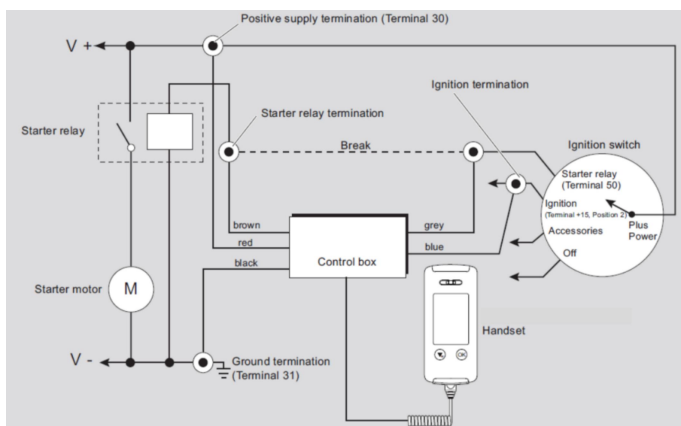 Positive supply termination (Terminal 30)
V +
Ignition termination
Starter relay termination
Starter relay
Break
Ignition switch
Starter relay
(Terminal 50)
Ignition
(Terminal +15, Position 2)
Plus
Power
Accessories
Off
brown
grey
red
blue
black
Control box
Starter motor
M
Handset
OK
V -
Ground termination
(Terminal 31)